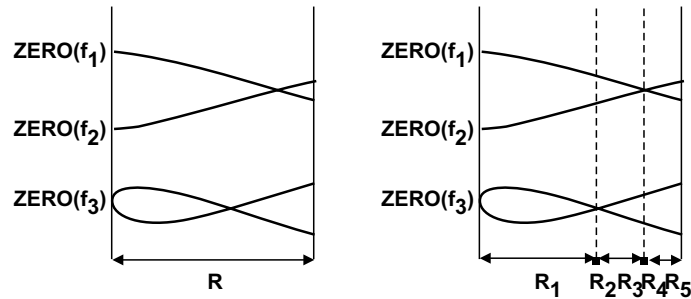 ZERO(f1)
ZERO(f2)
ZERO(f3)
R
ZERO(f1)
ZERO(f2)
ZERO(f3)
R1 R2 R3 R4 R5